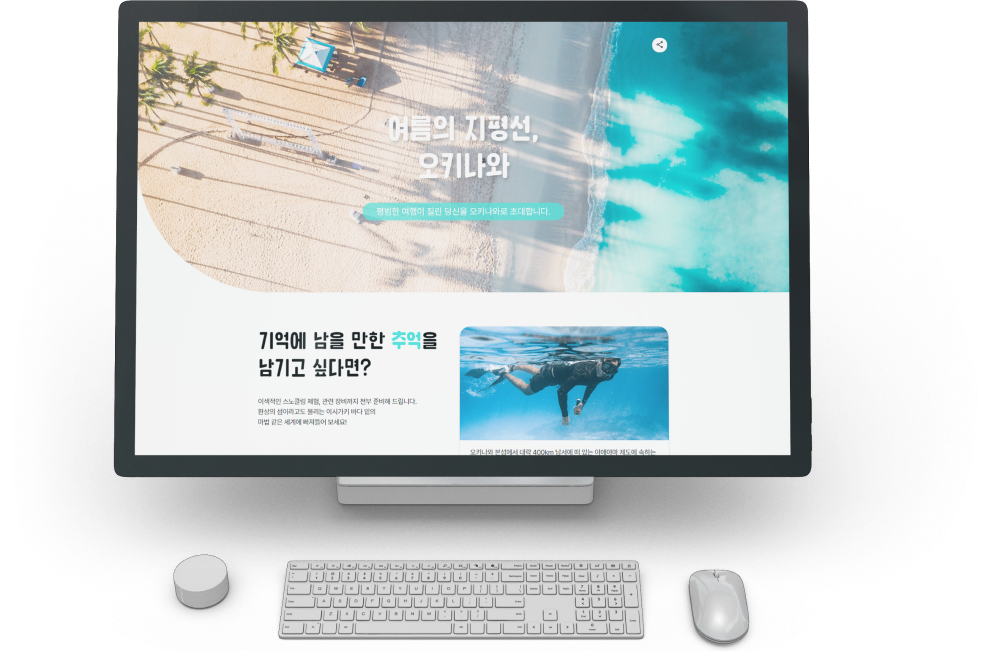 여름의 지평선,
오키나와
평범한 여행이 질린 당신을 오키나와로 초대합니다.
기억에 남을 만한 추억을
남기고 싶다면?
이색적인 스노클링 체험, 관련 장비까지 전부 준비해 드립니다.
환상의 섬이라고도 불리는 이시가키 바다 밑의
마법 같은 세계에 빠져들어 보세요!
오키나와 본섬에서 대략 400km 남서에 떠 있는 야에야마 제도에 속하는